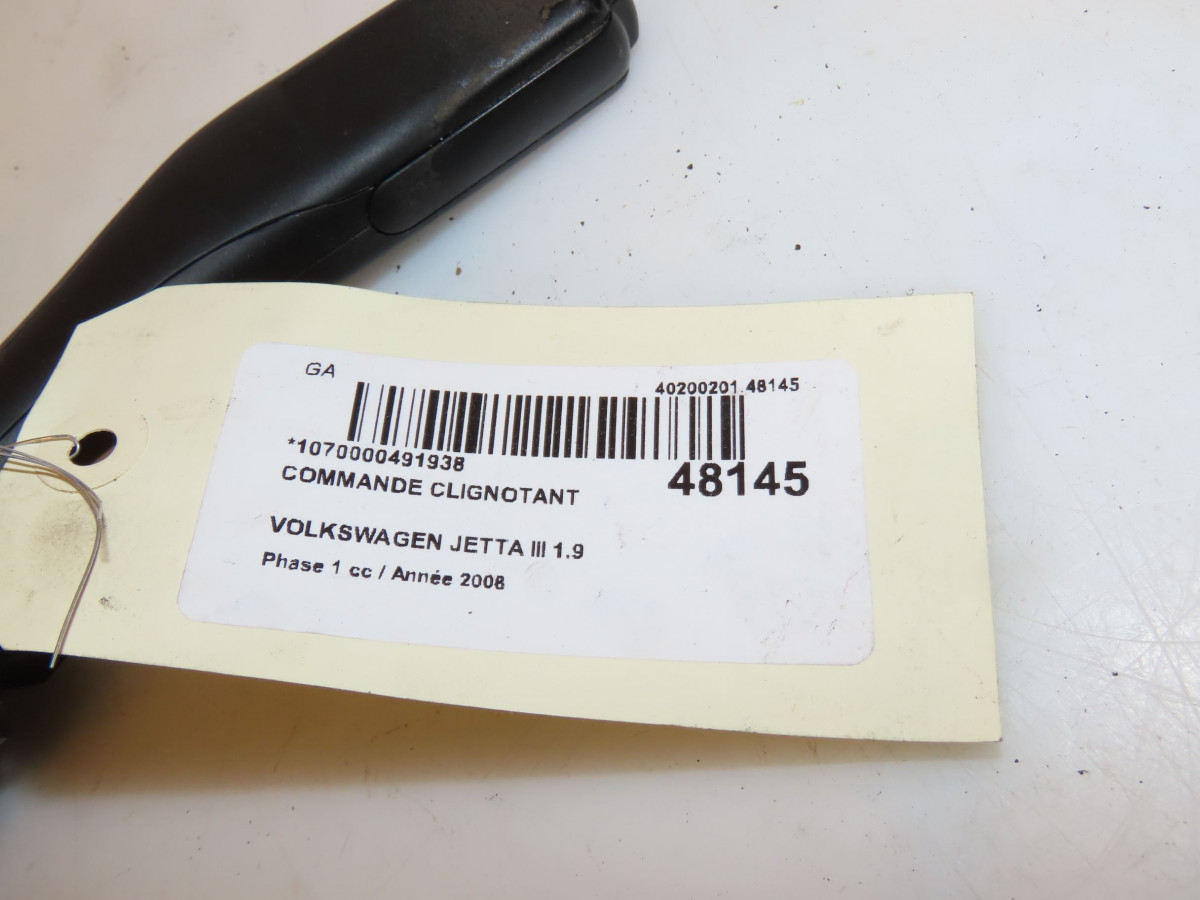 GA
40200201.48145
*1070000491938
48145
COMMANDE CLIGNOTANT
VOLKSWAGEN JETTA III 1.9
Phase 1 cc / Année 2008